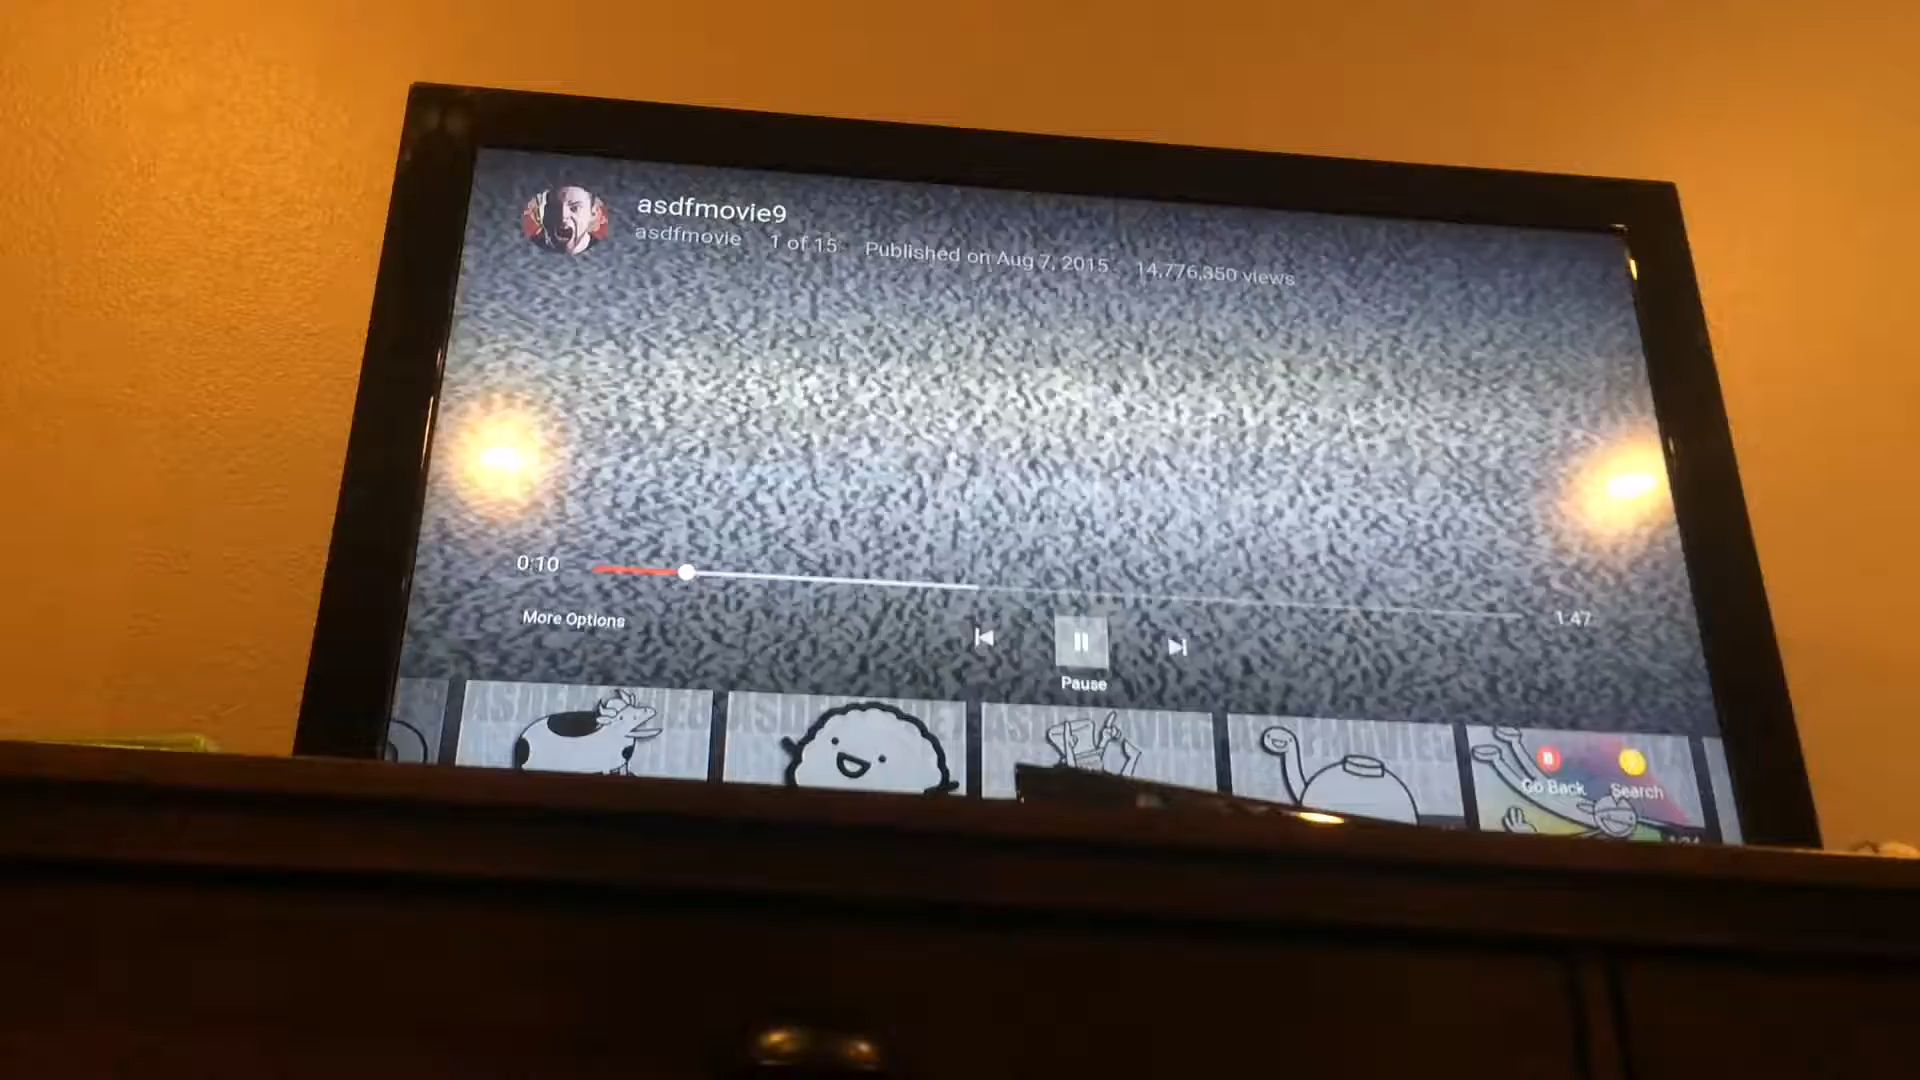 asdfmovie9
asdfmovie 1 of 15 Published on Aug 7, 2015 14,776,350 views
0:10
1:47
More Options
Pause
Go Back Search